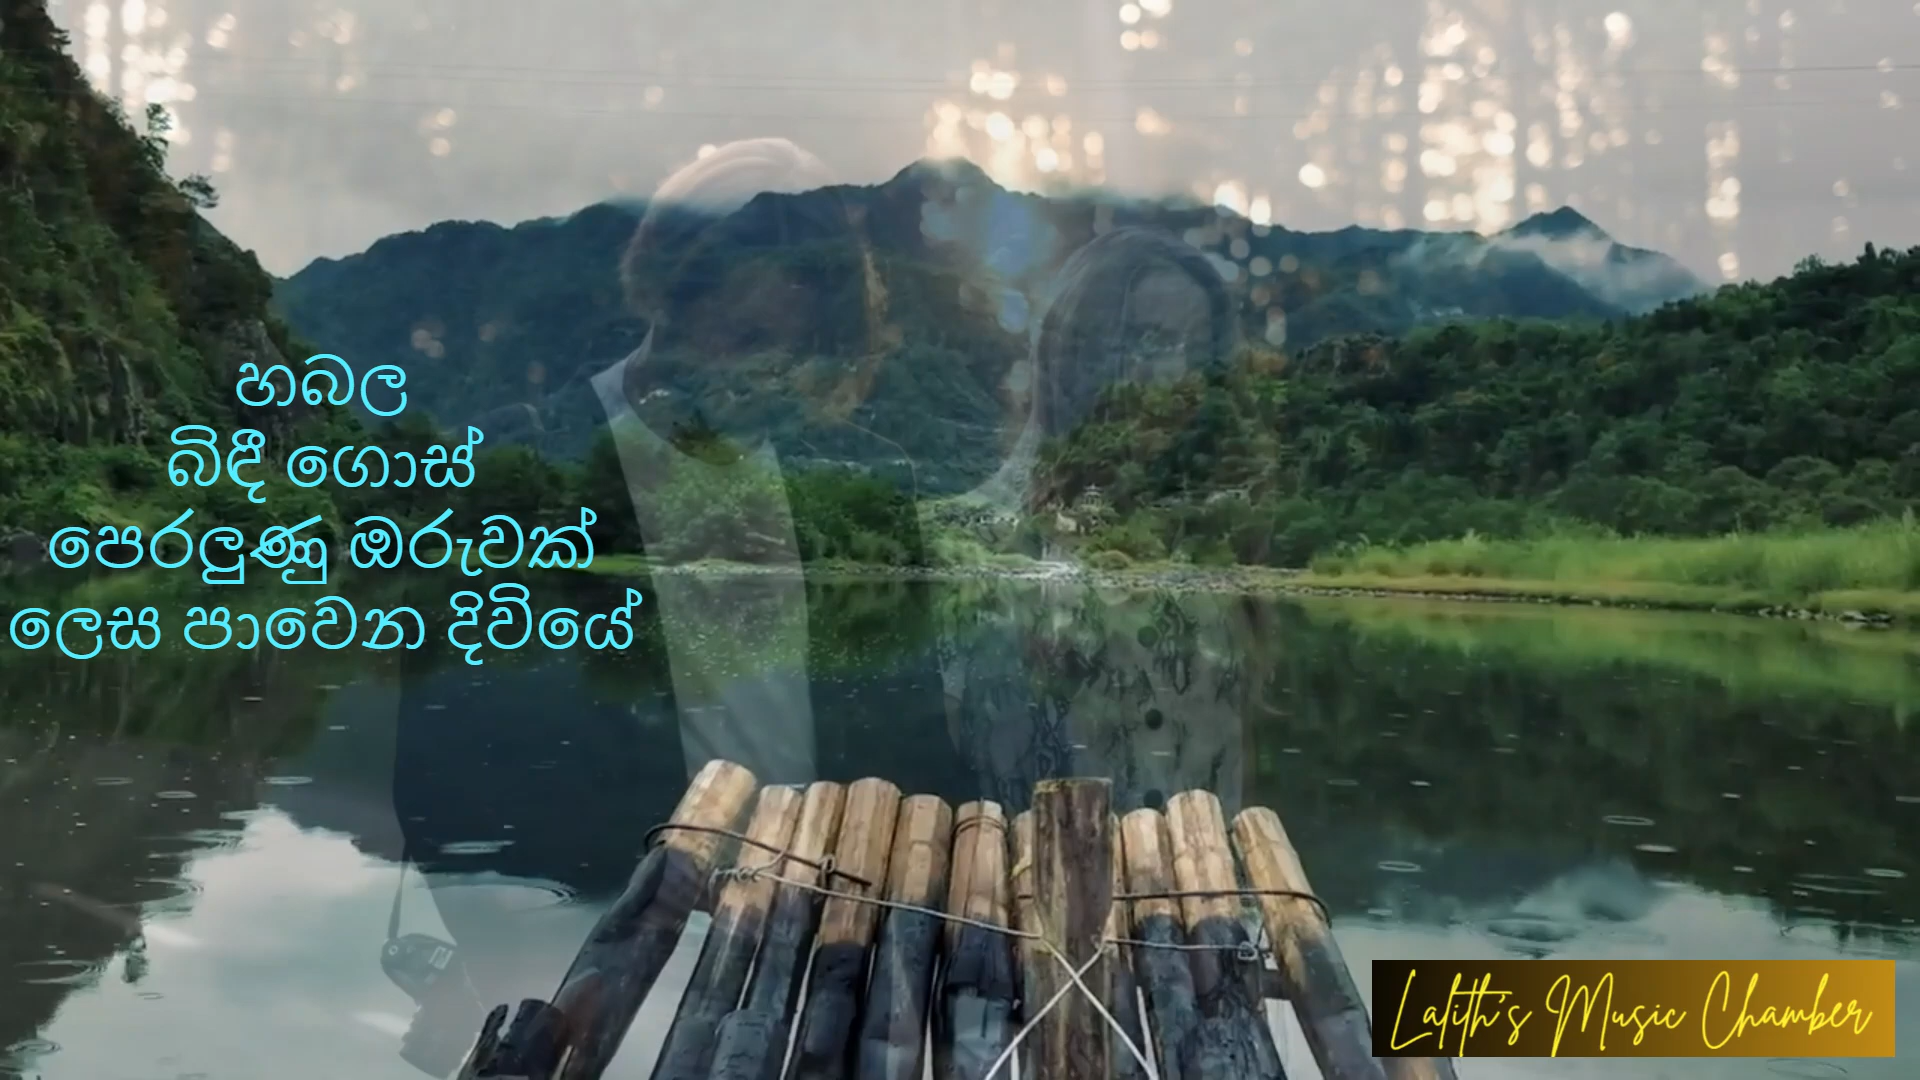 හබල
බිඳී ගොස්
පෙරලුණු ඔරුවක්
ලෙස පාවෙන දිවියේ
Lalith's Music Chamber